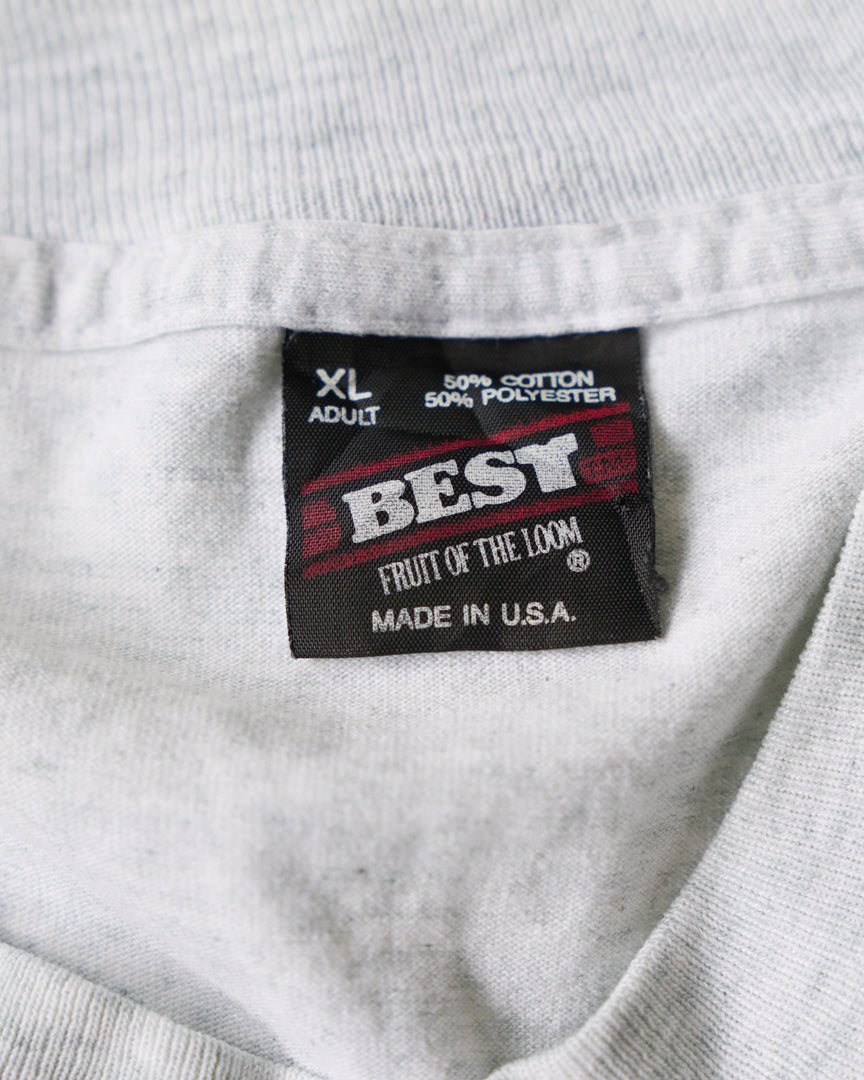 XL
ADULT
50% COTTON
50% POLYESTER
BEST
FRUIT OF THE LOOM
®
MADE IN U.S.A.